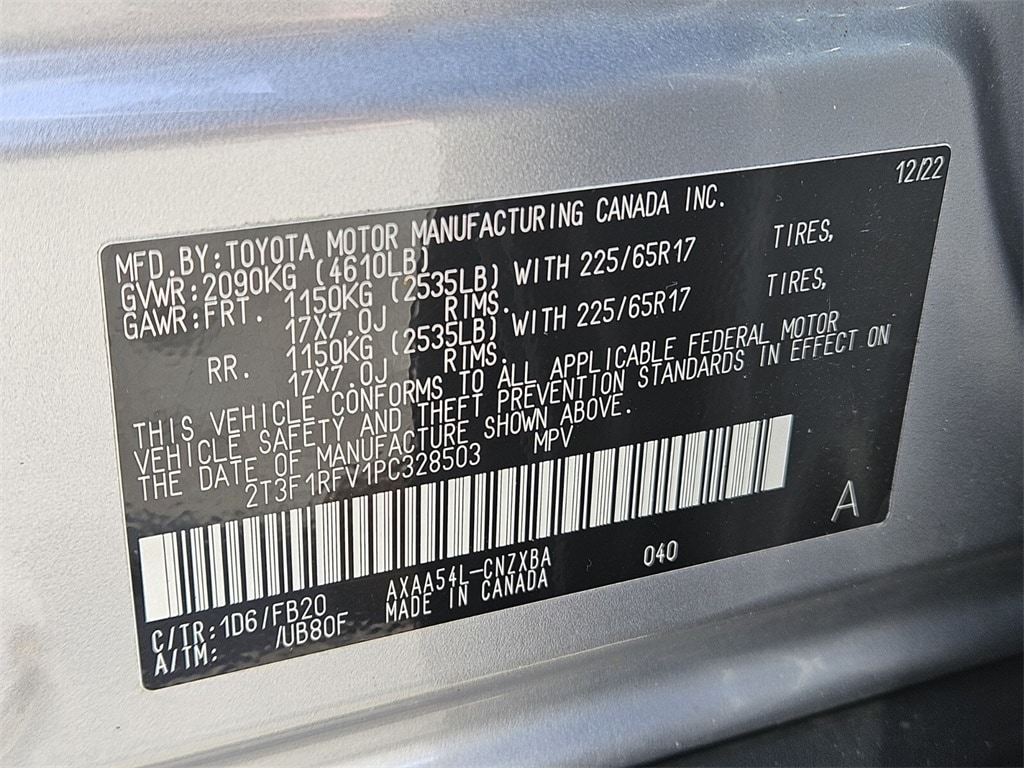 12/22
MFD.BY:TOYOTA MOTOR MANUFACTURING CANADA INC.
GVWR:2090KG (4610LB)
GAWR:FRT. 1150KG (2535LB) WITH 225/65R17 TIRES,
17X7.0J RIMS.
RR. 1150KG (2535LB) WITH 225/65R17 TIRES,
17X7.0J RIMS.
THIS VEHICLE CONFORMS TO ALL APPLICABLE FEDERAL MOTOR
VEHICLE SAFETY AND THEFT PREVENTION STANDARDS IN EFFECT ON
THE DATE OF MANUFACTURE SHOWN ABOVE.
2T3F1RFV1PC328503 MPV
A
C/TR:1D6/FB20 AXAA54L-CNZXBA 040
A/TM: /UB80F MADE IN CANADA